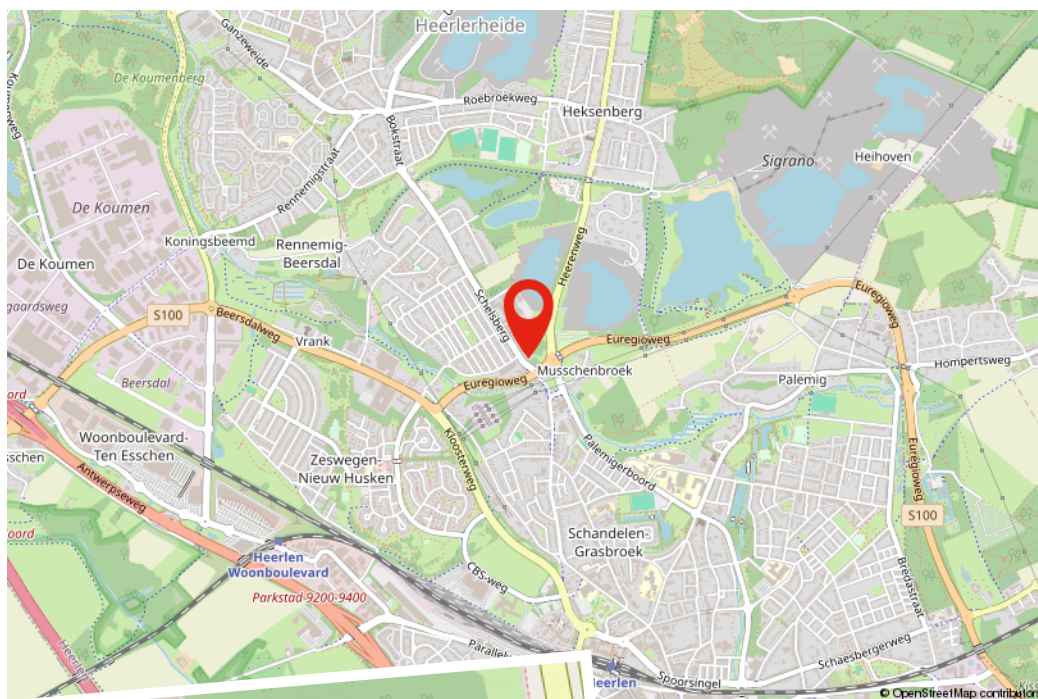 Heerlerheide
Ganzeweide
De Koumenberg
Roebroekweg
Heksenberg
Bokstraat
Sigrano
Heihoven
Rennemigstraat
De Koumen
Koningsbeemd
Rennemig-
Beersdal
De Koumen
Heerenweg
Schelsberg
S100
Beersdalweg
Vrank
Euregioweg
Euregioweg
Hompertsweg
Musschenbroek
Euregioweg
Palemig
Beersdal
Woonboulevard-
Ten Esschen
Zeswegen-
Nieuw Husken
Kloosterweg
Palemigerboord
Euregioweg
Antwerpseweg
S100
Schandelen-
Grasbroek
Heerlen
Woonboulevard
CBS-weg
Bredastraat
Parkstad 9200-9400
Schaesbergerweg
Spoorsingel
© OpenStreetMap contributors